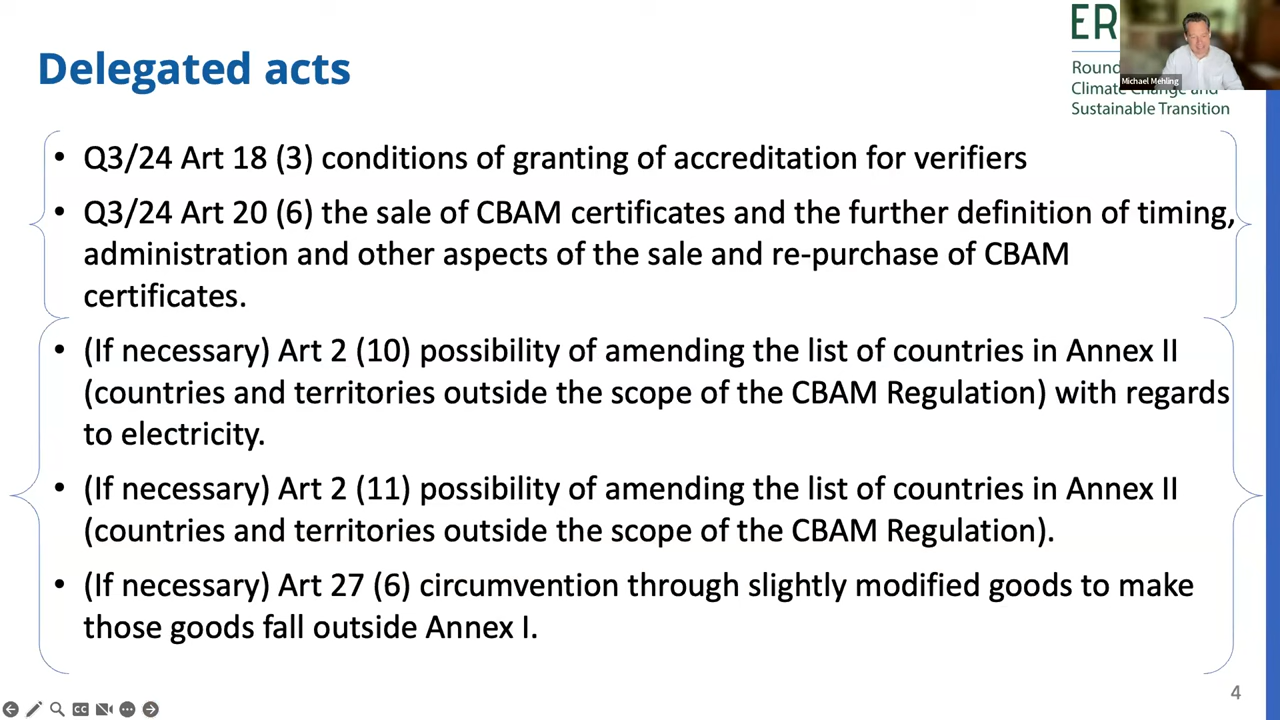 Delegated acts
ER
Round
Climate Change and
Sustainable Transition
Michael Mehling
• Q3/24 Art 18 (3) conditions of granting of accreditation for verifiers
• Q3/24 Art 20 (6) the sale of CBAM certificates and the further definition of timing,
administration and other aspects of the sale and re-purchase of CBAM
certificates.
• (If necessary) Art 2 (10) possibility of amending the list of countries in Annex II
(countries and territories outside the scope of the CBAM Regulation) with regards
to electricity.
• (If necessary) Art 2 (11) possibility of amending the list of countries in Annex II
(countries and territories outside the scope of the CBAM Regulation).
• (If necessary) Art 27 (6) circumvention through slightly modified goods to make
those goods fall outside Annex I.
4
CC